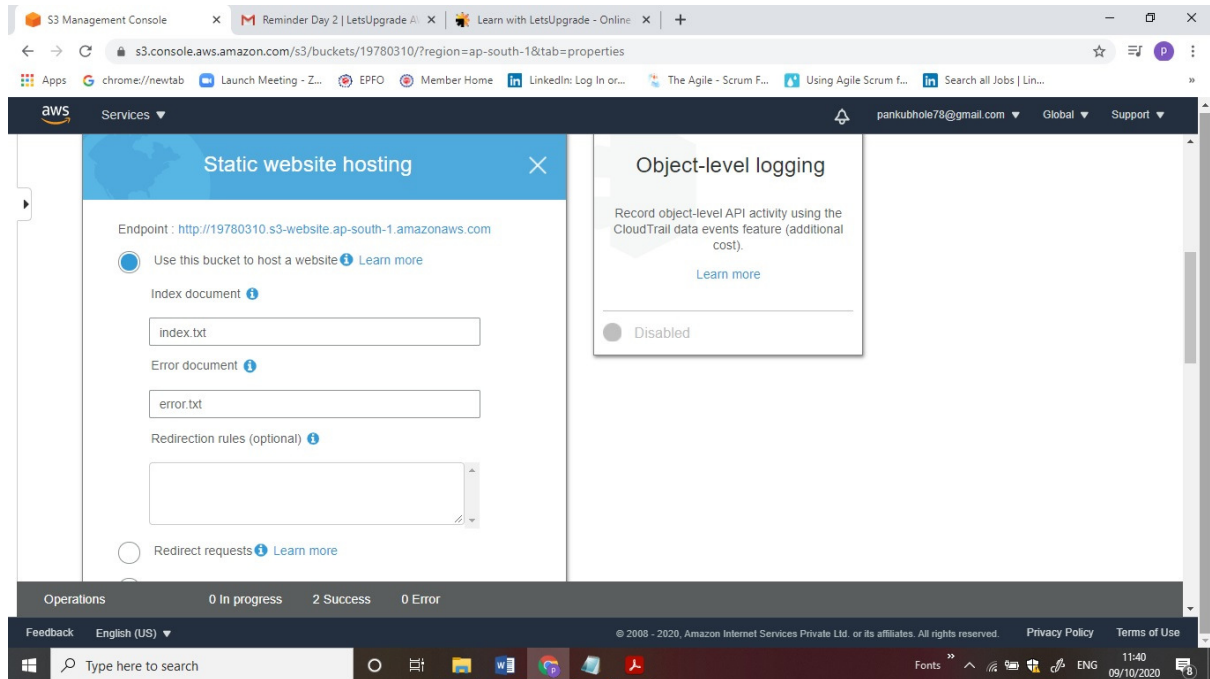 S3 Management Console
Reminder Day 2 | LetsUpgrade A
Learn with LetsUpgrade - Online
s3.console.aws.amazon.com/s3/buckets/19780310/?region=ap-south-1&tab=properties
P
Apps
chrome://newtab
Launch Meeting - Z...
EPFO
Member Home
LinkedIn: Log In or...
The Agile - Scrum F...
Using Agile Scrum f...
Search all Jobs | Lin...
aws
Services
pankubhole78@gmail.com
Global
Support
Static website hosting
Endpoint : http://19780310.s3-website.ap-south-1.amazonaws.com
Use this bucket to host a website Learn more
Index document
index.txt
Error document
error.txt
Redirection rules (optional)
Redirect requests Learn more
Object-level logging
Record object-level API activity using the
CloudTrail data events feature (additional
cost).
Learn more
Disabled
Operations 0 In progress 2 Success 0 Error
Feedback English (US)
© 2008 - 2020, Amazon Internet Services Private Ltd. or its affiliates. All rights reserved. Privacy Policy Terms of Use
Type here to search
Fonts
ENG
11:40
09/10/2020
8